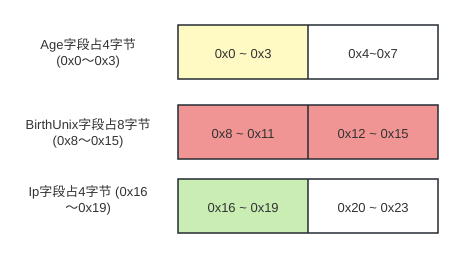 Age字段占4字节
(0x0～0x3)
0x0 ~ 0x3
0x4~0x7
BirthUnix字段占8字节
(0x8～0x15)
0x8 ~ 0x11
0x12 ~ 0x15
Ip字段占4字节 (0x16
～0x19)
0x16 ~ 0x19
0x20 ~ 0x23